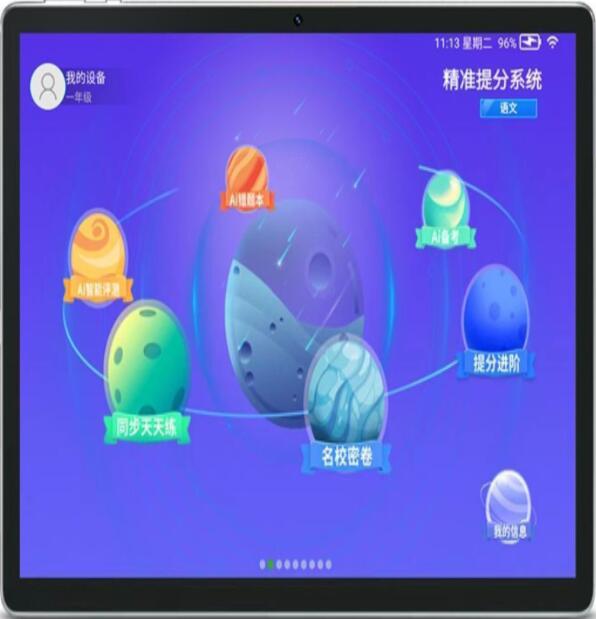 11:13 星期二 96%
我的设备
一年级
精准提分系统
语文
AI错题本
AI备考
AI智能评测
提分进阶
同步天天练
名校密卷
我的信息